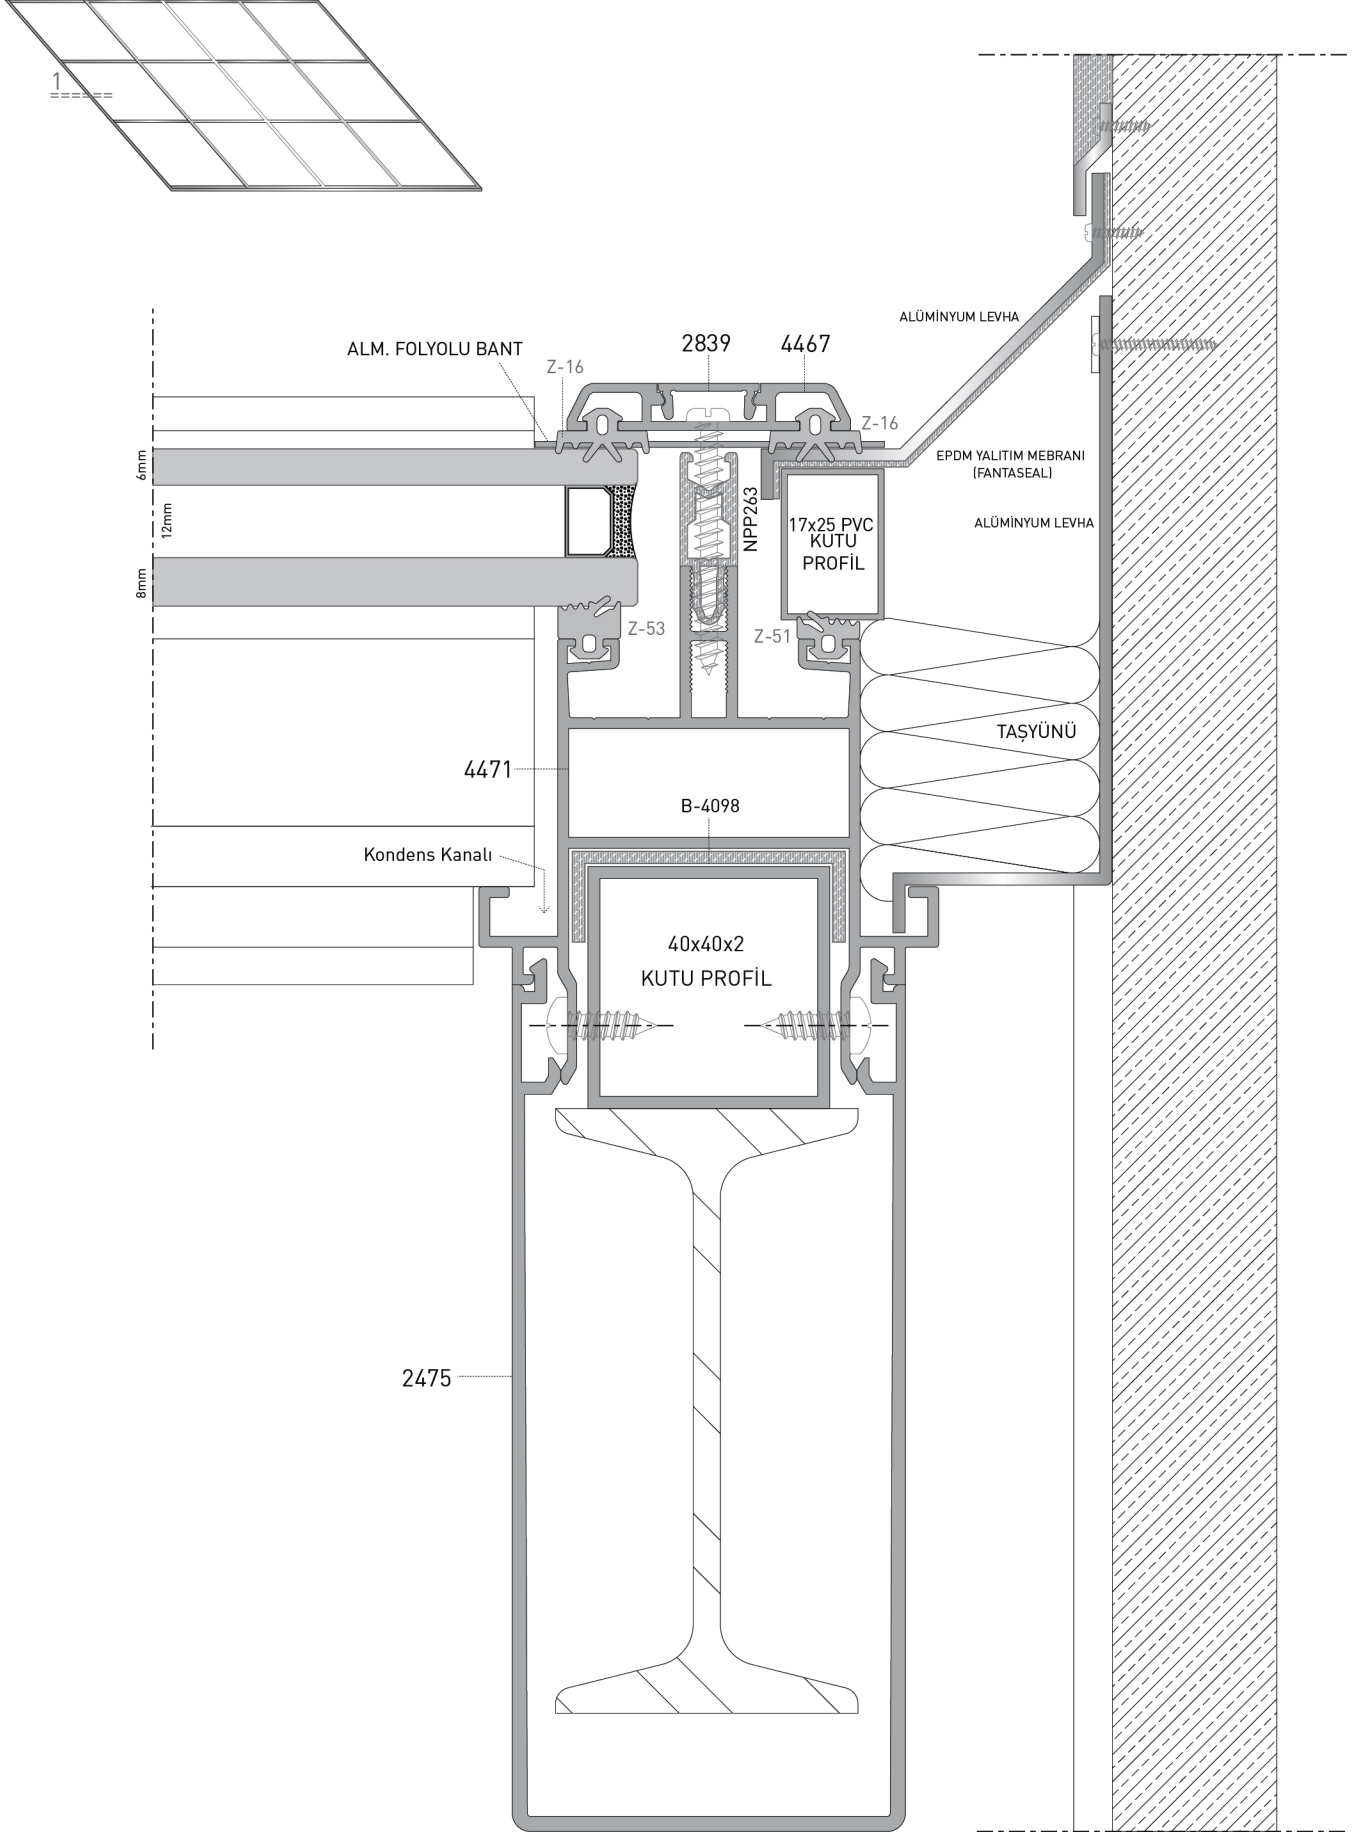 1
ALÜMİNYUM LEVHA
ALM. FOLYOLU BANT
2839
4467
Z-16
Z-16
EPDM YALITIM MEBRANI
(FANTASEAL)
6mm
12mm
8mm
NPP263
17x25 PVC
KUTU
PROFİL
ALÜMİNYUM LEVHA
Z-53
Z-51
TAŞYÜNÜ
4471
B-4098
Kondens Kanalı
40x40x2
KUTU PROFİL
2475